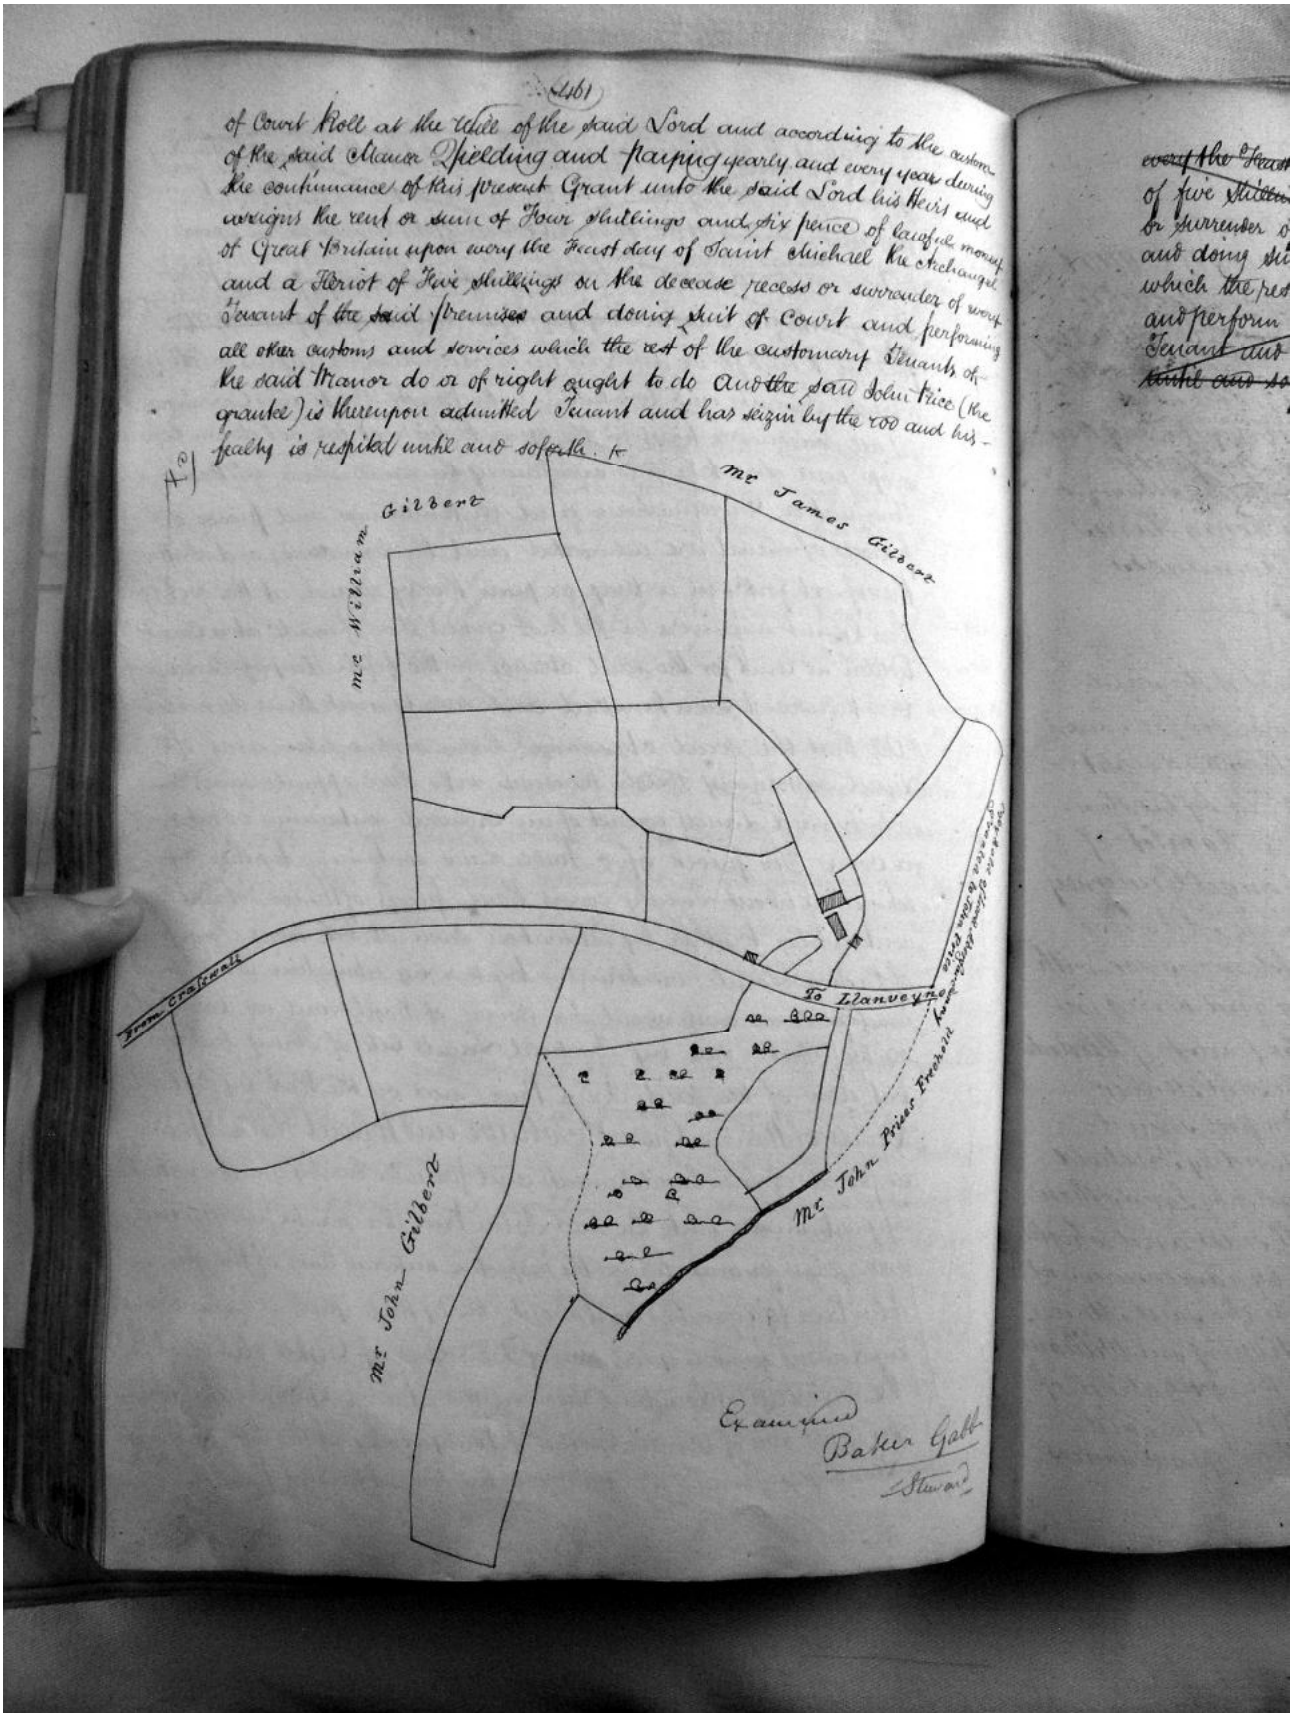 (461)
of Court Roll at the Will of the said Lord and according to the custom
of the said Manor Yielding and Paying yearly and every year during
the continuance of this present Grant unto the said Lord his Heirs and
assigns the rent or sum of Four shillings and six pence of lawful money
of Great Britain upon every the Feast day of Saint Michael the Archangel
and a Heriot of Five shillings on the decease recess or surrender of every
Tenant of the said premises and doing suit of Court and performing
all other customs and services which the rest of the customary Tenants of
the said Manor do or of right ought to do And the said John Price (the
grantee) is thereupon admitted Tenant and has seizin by the rod and his
fealty is respited until and soforth.
Mr William Gilbert
Mr James Gilbert
From Craswall
To Llanveyno
Mr John Prices Freehold
Mr John Gilbert
Examined
Baker Gabb
Steward
every the Feast
of five shillin
or surrender o
and doing su
which the res
and perform
Tenant and
until and so